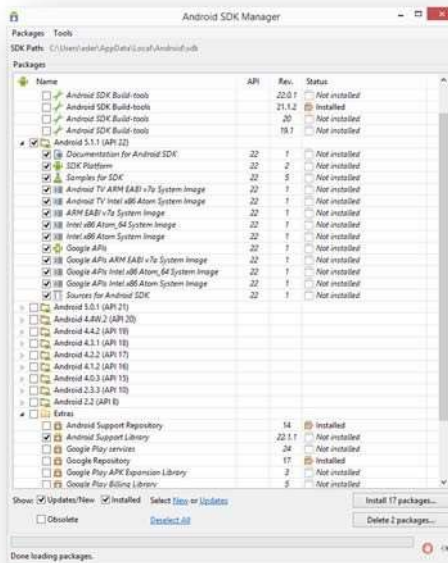 Android SDK Manager
Packages Tools
SDK Path: C:\Users\eder\AppData\Local\Android\sdk
Packages
Name API Rev. Status
Android SDK Build-tools 22.0.1 Not installed
Android SDK Build-tools 21.1.2 Installed
Android SDK Build-tools 20 Not installed
Android SDK Build-tools 19.1 Not installed
Android 5.1.1 (API 22)
Documentation for Android SDK 22 1 Not installed
SDK Platform 22 2 Not installed
Samples for SDK 22 5 Not installed
Android TV ARM EABI v7a System Image 22 1 Not installed
Android TV Intel x86 Atom System Image 22 1 Not installed
ARM EABI v7a System Image 22 1 Not installed
Intel x86 Atom_64 System Image 22 1 Not installed
Intel x86 Atom System Image 22 1 Not installed
Google APIs 22 1 Not installed
Google APIs ARM EABI v7a System Image 22 1 Not installed
Google APIs Intel x86 Atom_64 System Image 22 1 Not installed
Google APIs Intel x86 Atom System Image 22 1 Not installed
Sources for Android SDK 22 1 Not installed
Android 5.0.1 (API 21)
Android 4.4W.2 (API 20)
Android 4.4.2 (API 19)
Android 4.3.1 (API 18)
Android 4.2.2 (API 17)
Android 4.1.2 (API 16)
Android 4.0.3 (API 15)
Android 2.3.3 (API 10)
Android 2.2 (API 8)
Extras
Android Support Repository 14 Installed
Android Support Library 22.1.1 Not installed
Google Play services 24 Not installed
Google Repository 17 Installed
Google Play APK Expansion Library 3 Not installed
Google Play Billing Library 5 Not installed
Show: Updates/New Installed Select New or Updates Install 17 packages...
Obsolete Deselect All Delete 2 packages...
Done loading packages.